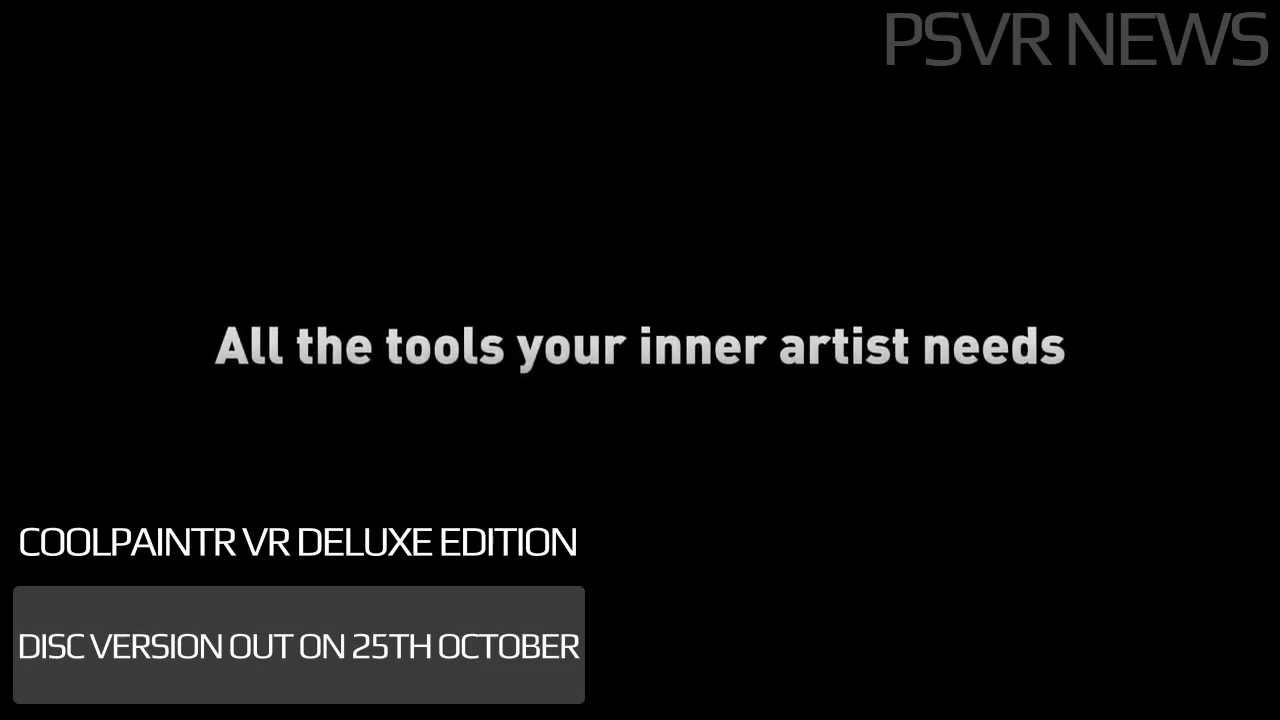 PSVR NEWS
All the tools your inner artist needs
COOLPAINTR VR DELUXE EDITION
DISC VERSION OUT ON 25TH OCTOBER